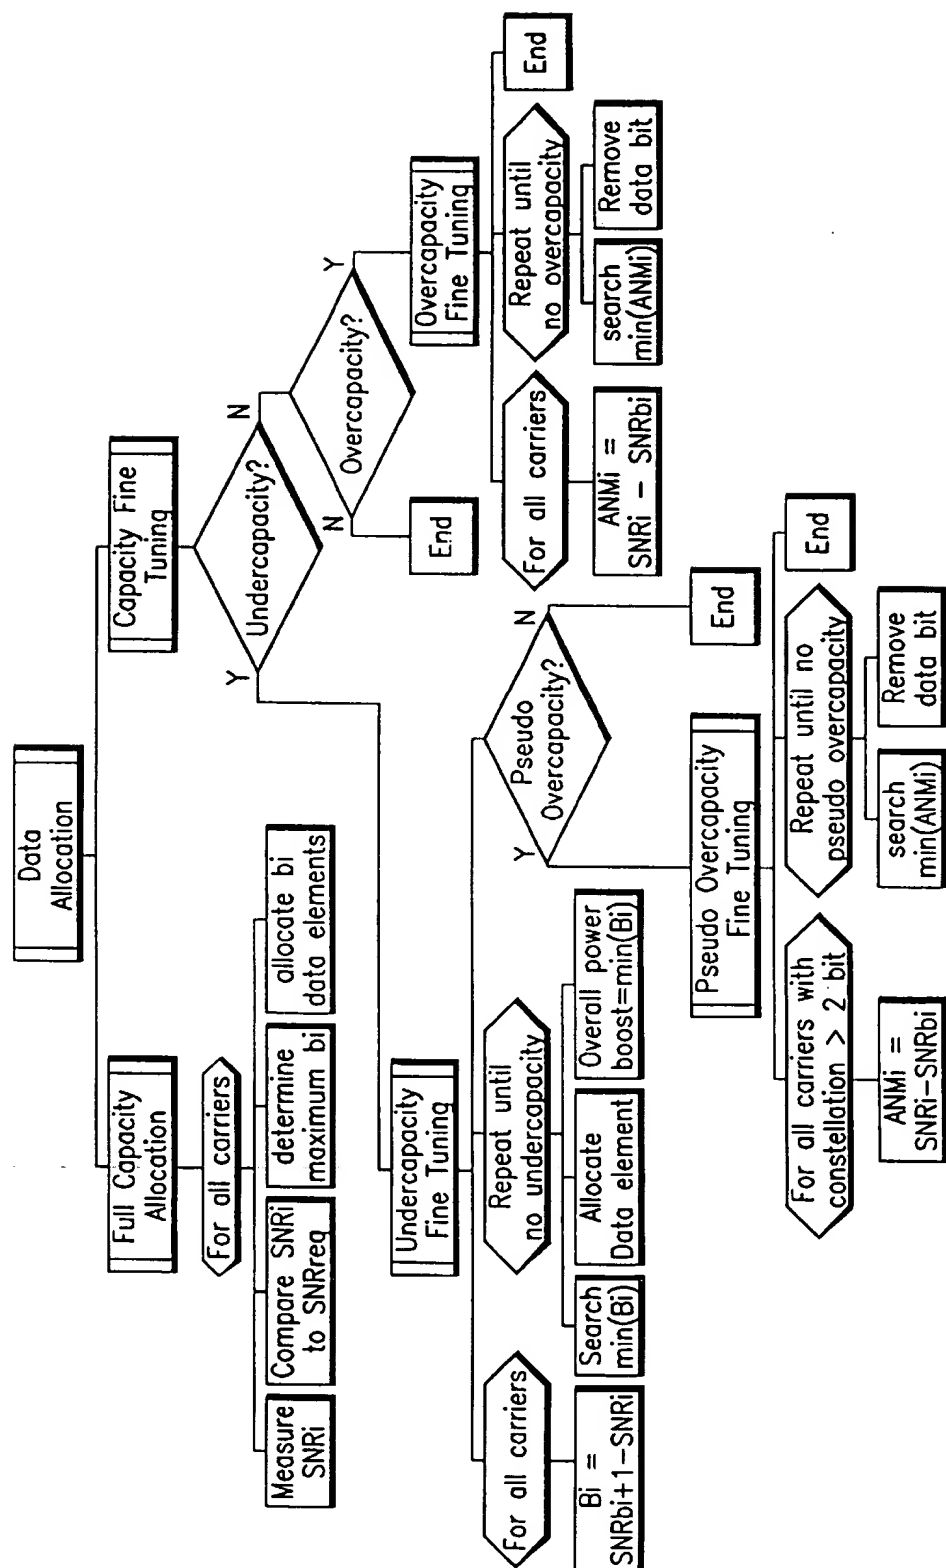 Data
Allocation
Full Capacity
Allocation
For all carriers
Measure
SNRi
Compare SNRi
to SNRreq
determine
maximum bi
allocate bi
data elements
Capacity Fine
Tuning
Undercapacity?
Y
N
Overcapacity?
N
Y
End
Overcapacity
Fine Tuning
For all carriers
ANMi =
SNRi - SNRbi
Repeat until
no overcapacity
search
min(ANMi)
Remove
data bit
End
Undercapacity
Fine Tuning
For all carriers
Bi =
SNRbi+1-SNRi
Repeat until
no undercapacity
Search
min(Bi)
Allocate
Data element
Overall power
boost=min(Bi)
Pseudo
Overcapacity?
Y
N
End
Pseudo Overcapacity
Fine Tuning
For all carriers with
constellation > 2 bit
ANMi =
SNRi-SNRbi
Repeat until no
pseudo overcapacity
search
min(ANMi)
Remove
data bit
End